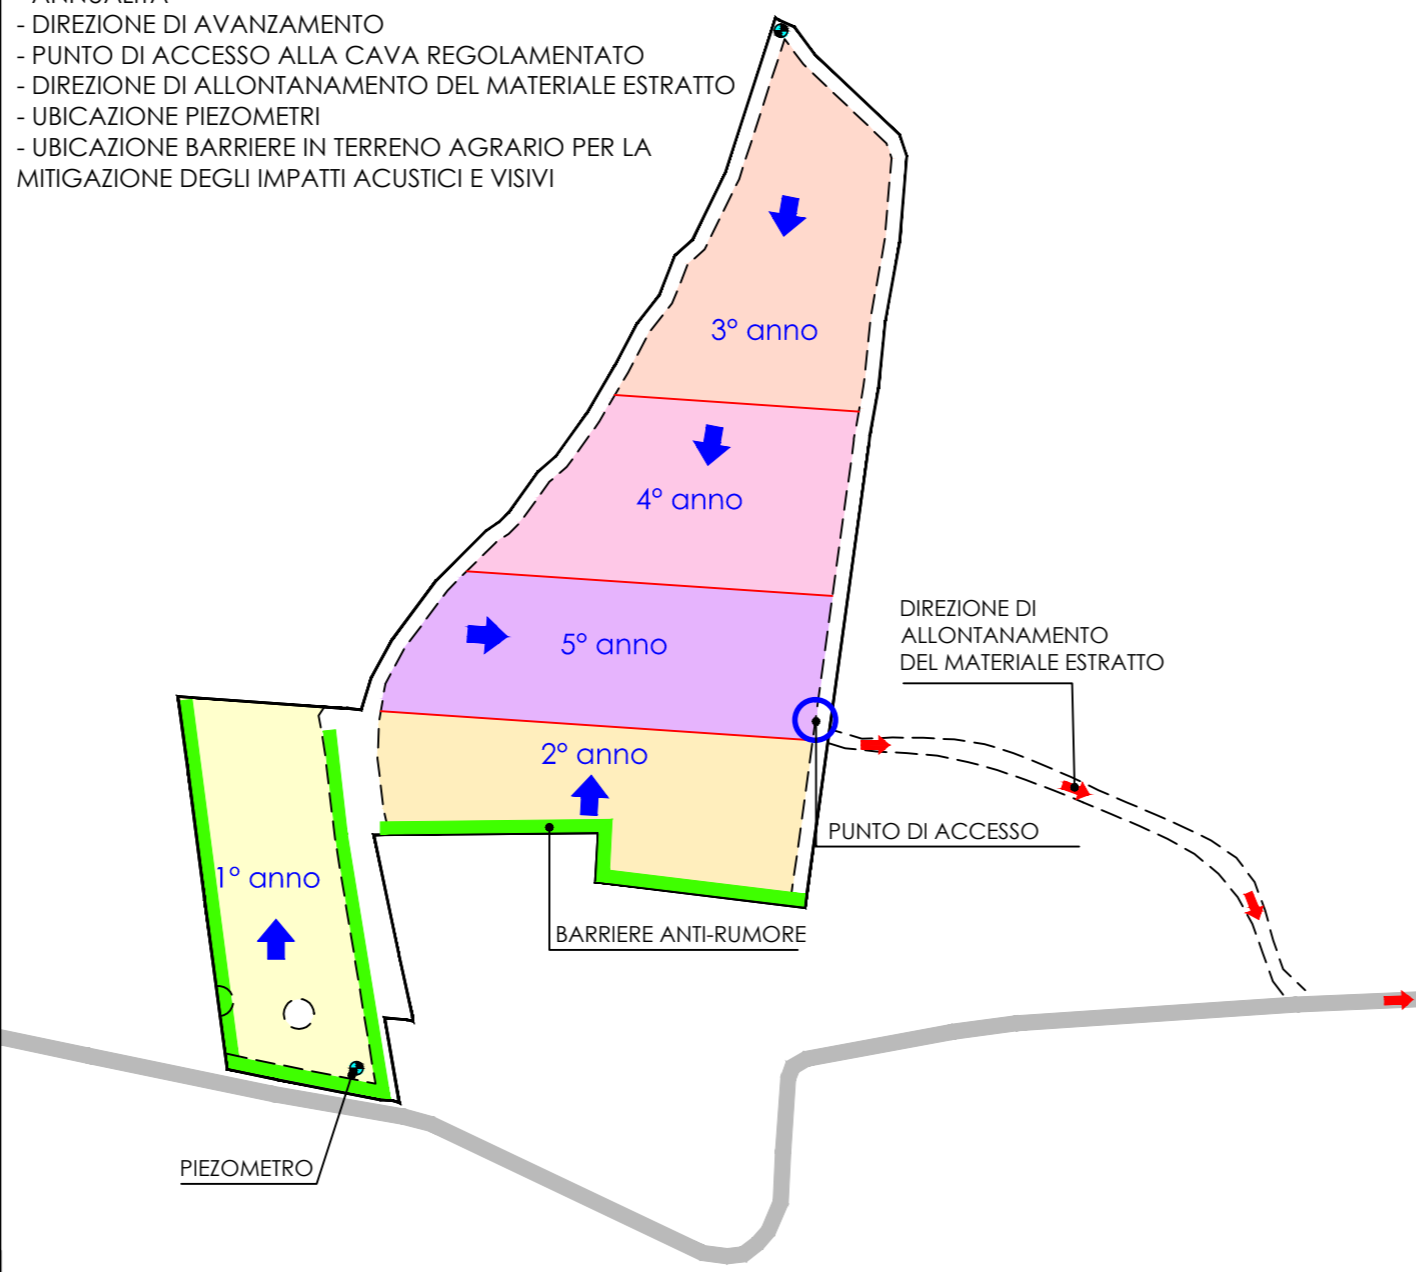 - ANNUALITÀ
- DIREZIONE DI AVANZAMENTO
- PUNTO DI ACCESSO ALLA CAVA REGOLAMENTATO
- DIREZIONE DI ALLONTANAMENTO DEL MATERIALE ESTRATTO
- UBICAZIONE PIEZOMETRI
- UBICAZIONE BARRIERE IN TERRENO AGRARIO PER LA
MITIGAZIONE DEGLI IMPATTI ACUSTICI E VISIVI
3° anno
4° anno
5° anno
2° anno
1° anno
DIREZIONE DI
ALLONTANAMENTO
DEL MATERIALE ESTRATTO
PUNTO DI ACCESSO
BARRIERE ANTI-RUMORE
PIEZOMETRO